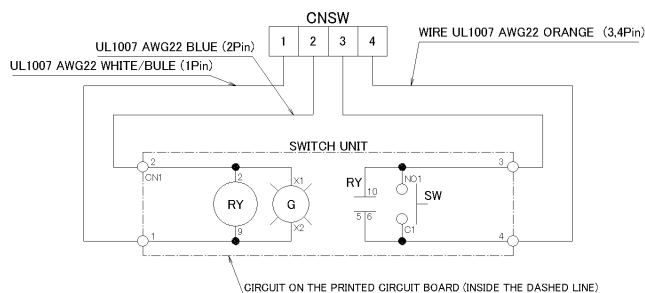 CNSW
1 2 3 4
WIRE UL1007 AWG22 ORANGE (3,4Pin)
UL1007 AWG22 BLUE (2Pin)
UL1007 AWG22 WHITE/BULE (1Pin)
SWITCH UNIT
2
CN1
3
2
X1
RY
10
NO1
RY
G
SW
5 6
9
X2
C1
1
4
CIRCUIT ON THE PRINTED CIRCUIT BOARD (INSIDE THE DASHED LINE)